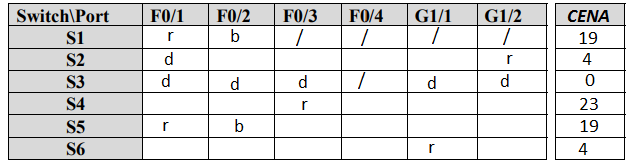 Switch\Port F0/1 F0/2 F0/3 F0/4 G1/1 G1/2 CENA
S1 r b / / / / 19
S2 d r 4
S3 d d d / d d 0
S4 r 23
S5 r b 19
S6 r 4